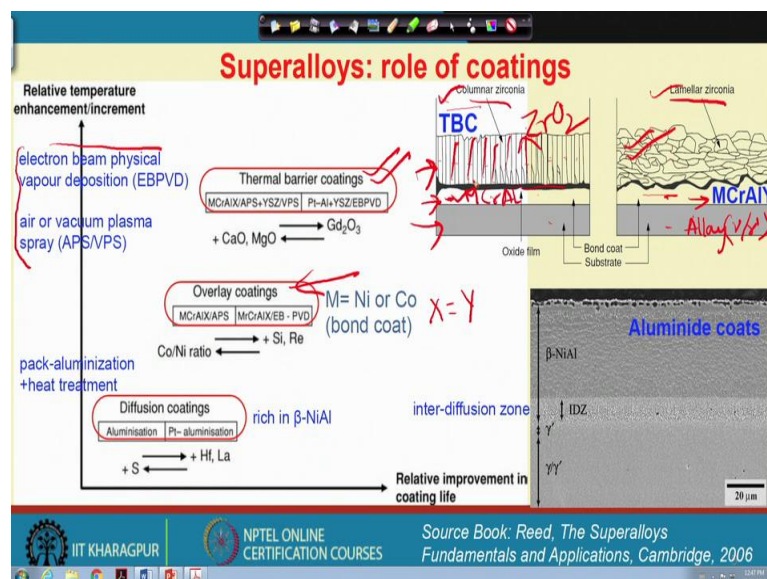 Superalloys: role of coatings
Relative temperature
enhancement/increment
electron beam physical
vapour deposition (EBPVD)
air or vacuum plasma
spray (APS/VPS)
Thermal barrier coatings
MCrAlX/APS+YSZ/VPS
Pt–Al+YSZ/EBPVD
Gd₂O₃
+ CaO, MgO
Overlay coatings
MCrAlX/APS
MrCrAlX/EB - PVD
+ Si, Re
Co/Ni ratio
M= Ni or Co
(bond coat)
X = Y
pack-aluminization
+heat treatment
Diffusion coatings
Aluminisation
Pt– aluminisation
+ Hf, La
+ S
rich in β-NiAl
Relative improvement in
coating life
Columnar zirconia
TBC
ZrO₂
MCrAl
Oxide film
Bond coat
Substrate
Lamellar zirconia
MCrAlY
Alloy(γ/γ')
Aluminide coats
β-NiAl
inter-diffusion zone
IDZ
γ'
γ/γ'
20 μm
IIT KHARAGPUR
NPTEL ONLINE
CERTIFICATION COURSES
Source Book: Reed, The Superalloys
Fundamentals and Applications, Cambridge, 2006